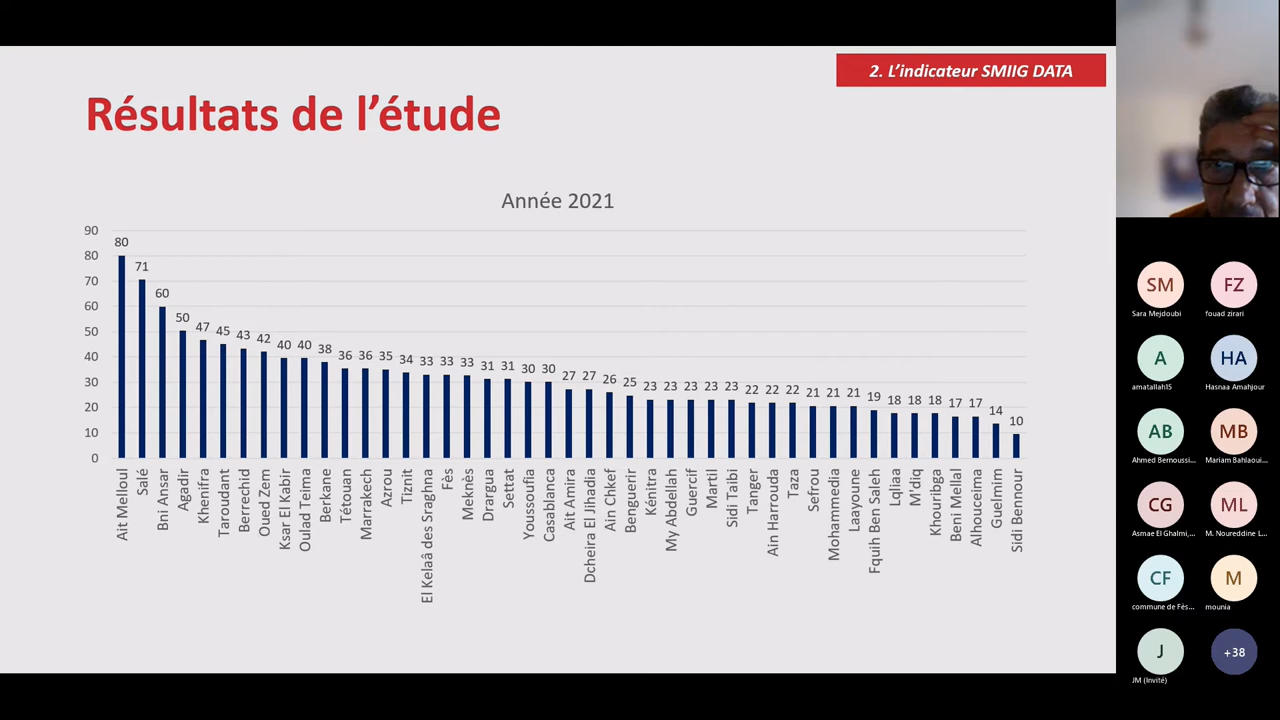 2. L'indicateur SMIIG DATA
Résultats de l'étude
Année 2021
90
80
70
60
50
40
30
20
10
0
80
71
60
50
47
45
43
42
40
40
38
36
36
35
34
33
33
33
31
31
30
30
27
27
26
25
23
23
23
23
23
22
22
22
21
21
21
19
18
18
18
17
17
14
10
Ait Melloul
Salé
Bni Ansar
Agadir
Khenifra
Taroudant
Berrechid
Oued Zem
Ksar El Kabir
Oulad Teima
Berkane
Tétouan
Marrakech
Azrou
Tiznit
El Kelaâ des Sraghna
Fès
Meknès
Drargua
Settat
Youssoufia
Casablanca
Ait Amira
Dcheira El Jihadia
Ain Chkef
Benguerir
Kénitra
My Abdellah
Guercif
Martil
Sidi Taibi
Tanger
Ain Harrouda
Taza
Sefrou
Mohammedia
Laayoune
Fquih Ben Saleh
Lqliaa
M'diq
Khouribga
Beni Mellal
Alhouceima
Guelmim
Sidi Bennour
SM
Sara Mejdoubi
FZ
fouad zirari
A
amatallah15
HA
Hasnaa Amahjour
AB
Ahmed Bernoussi...
MB
Mariam Bahlaoui...
CG
Asmae El Ghalmi,...
ML
M. Noureddine L...
CF
commune de Fès...
M
mounia
J
JM (Invité)
+38